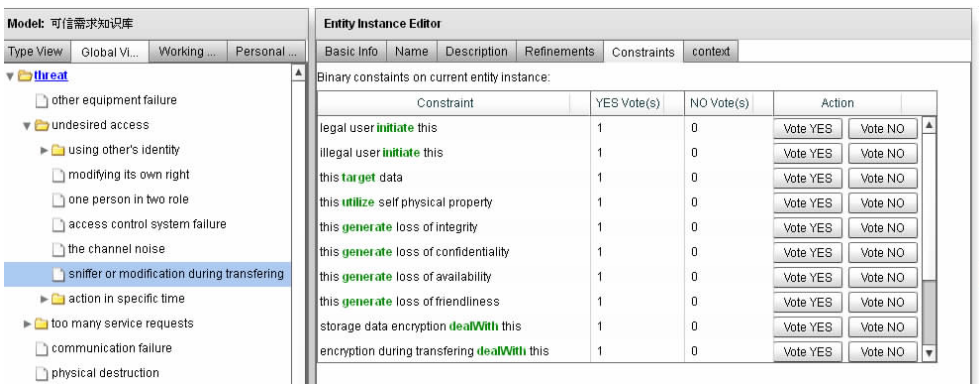 Model: 可信需求知识库
Type View Global Vi... Working ... Personal ...
threat
other equipment failure
undesired access
using other's identity
modifying its own right
one person in two role
access control system failure
the channel noise
sniffer or modification during transfering
action in specific time
too many service requests
communication failure
physical destruction
Entity Instance Editor
Basic Info Name Description Refinements Constraints context
Binary constaints on current entity instance:
Constraint YES Vote(s) NO Vote(s) Action
legal user initiate this 1 0 Vote YES Vote NO
illegal user initiate this 1 0 Vote YES Vote NO
this target data 1 0 Vote YES Vote NO
this utilize self physical property 1 0 Vote YES Vote NO
this generate loss of integrity 1 0 Vote YES Vote NO
this generate loss of confidentiality 1 0 Vote YES Vote NO
this generate loss of availability 1 0 Vote YES Vote NO
this generate loss of friendliness 1 0 Vote YES Vote NO
storage data encryption dealWith this 1 0 Vote YES Vote NO
encryption during transfering dealWith this 1 0 Vote YES Vote NO